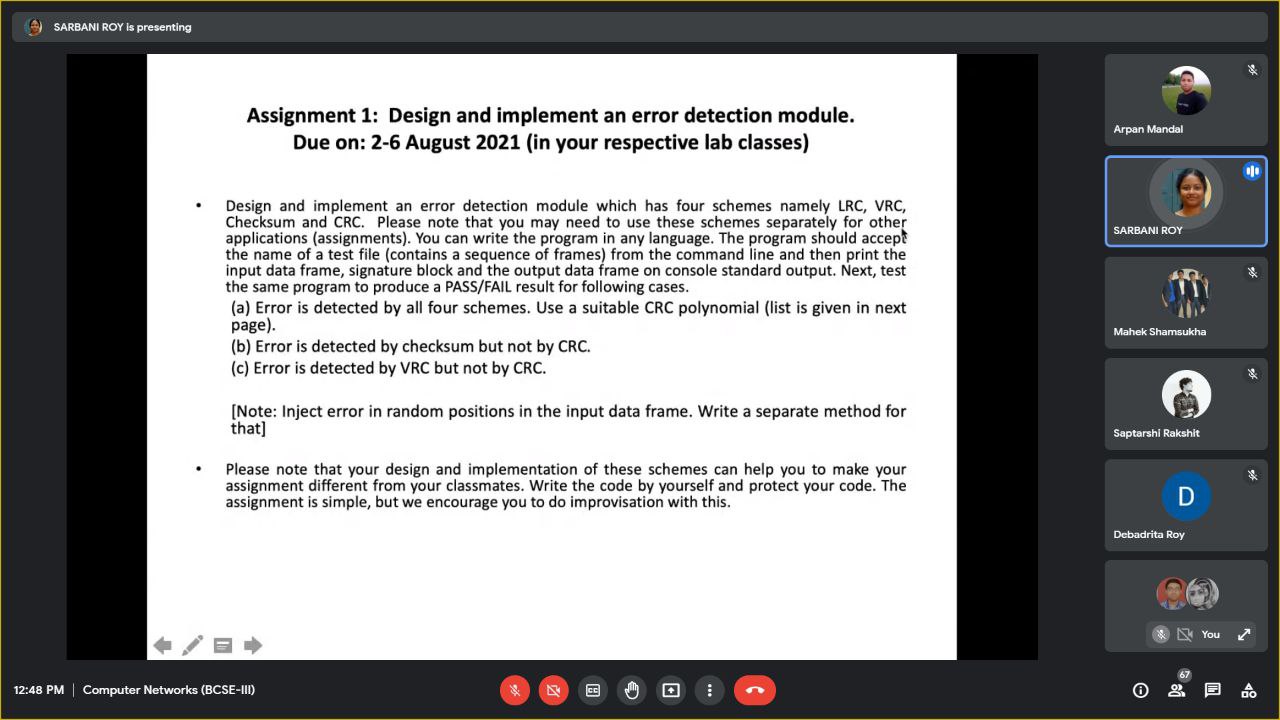 SARBANI ROY is presenting
Assignment 1:  Design and implement an error detection module.
Due on: 2-6 August 2021 (in your respective lab classes)
• Design and implement an error detection module which has four schemes namely LRC, VRC,
Checksum and CRC.  Please note that you may need to use these schemes separately for other
applications (assignments). You can write the program in any language. The program should accept
the name of a test file (contains a sequence of frames) from the command line and then print the
input data frame, signature block and the output data frame on console standard output. Next, test
the same program to produce a PASS/FAIL result for following cases.
(a) Error is detected by all four schemes. Use a suitable CRC polynomial (list is given in next
page).
(b) Error is detected by checksum but not by CRC.
(c) Error is detected by VRC but not by CRC.
[Note: Inject error in random positions in the input data frame. Write a separate method for
that]
• Please note that your design and implementation of these schemes can help you to make your
assignment different from your classmates. Write the code by yourself and protect your code. The
assignment is simple, but we encourage you to do improvisation with this.
Arpan Mandal
SARBANI ROY
Mahek Shamsukha
Saptarshi Rakshit
D
Debadrita Roy
You
12:48 PM | Computer Networks (BCSE-III)
CC
67